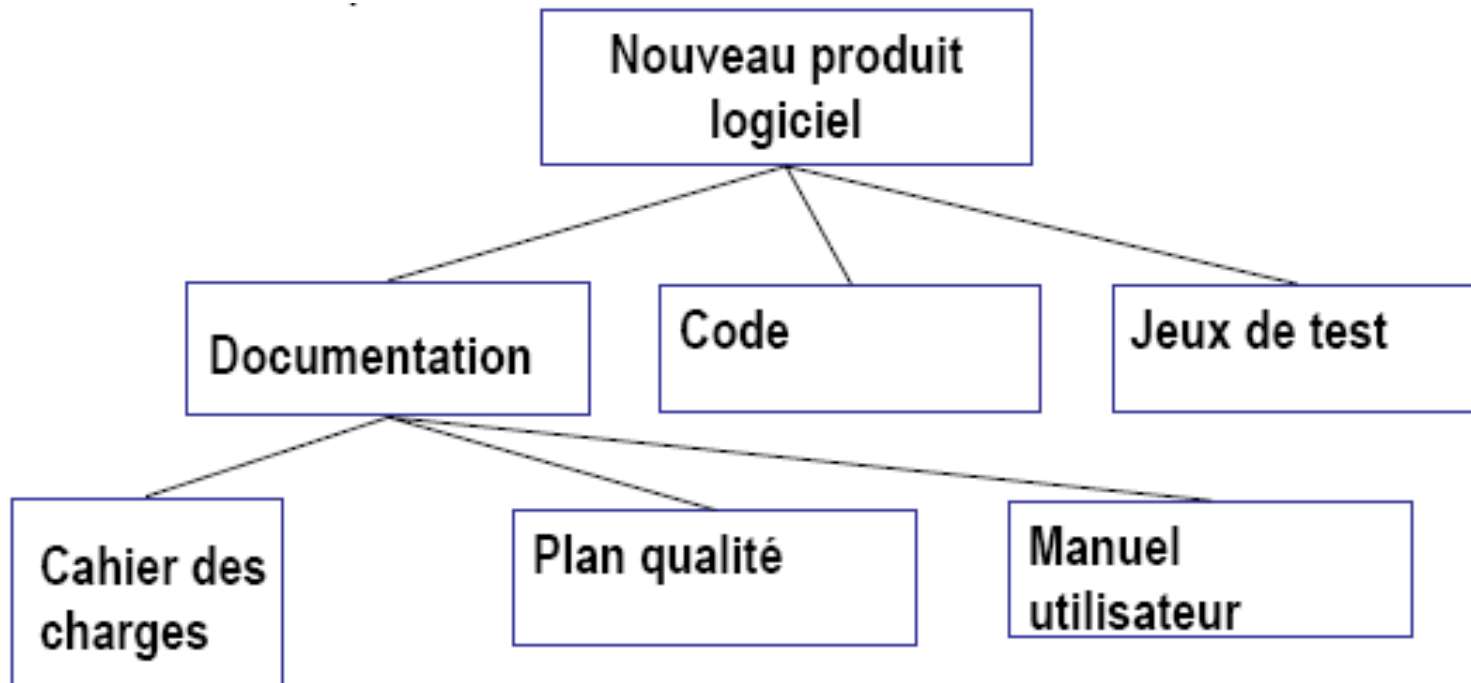 Nouveau produit
logiciel
Documentation
Code
Jeux de test
Cahier des
charges
Plan qualité
Manuel
utilisateur